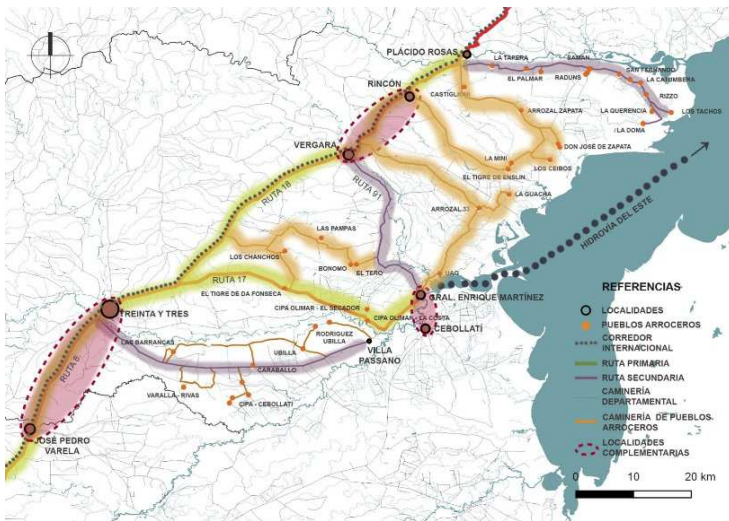 PLÁCIDO ROSAS
LA TAPERA
SAMAN
EL PALMAR
RADUNS
SAN FERNANDO
LA CATUMBERA
RIZZO
LA QUERENCIA
LOS TACHOS
LA DOMA
RINCÓN
CASTIGLIONI
ARROZAL ZAPATA
DON JOSÉ DE ZAPATA
VERGARA
LA MINI
LOS CEIBOS
EL TIGRE DE ENSLIN
LA GUACHA
RUTA 91
ARROZAL 33
RUTA 18
LAS PAMPAS
HIDROVÍA DEL ESTE
LOS CHANCHOS
BONOMO
EL TERO
UAO
RUTA 17
EL TIGRE DE DA FONSECA
GRAL. ENRIQUE MARTÍNEZ
TREINTA Y TRES
CIPA OLIMAR - EL SECADOR
CIPA OLIMAR - LA COSTA
CEBOLLATÍ
LAS BARRANCAS
RODRIGUEZ
UBILLA
UBILLA
VILLA
PASSANO
RUTA 8
CARABALLO
VARALLA - RIVAS
CIPA - CEBOLLATÍ
JOSÉ PEDRO
VARELA
REFERENCIAS
LOCALIDADES
PUEBLOS ARROCEROS
CORREDOR
INTERNACIONAL
RUTA PRIMARIA
RUTA SECUNDARIA
CAMINERÍA
DEPARTAMENTAL
CAMINERÍA DE PUEBLOS
ARROCEROS
LOCALIDADES
COMPLEMENTARIAS
0 10 20 km